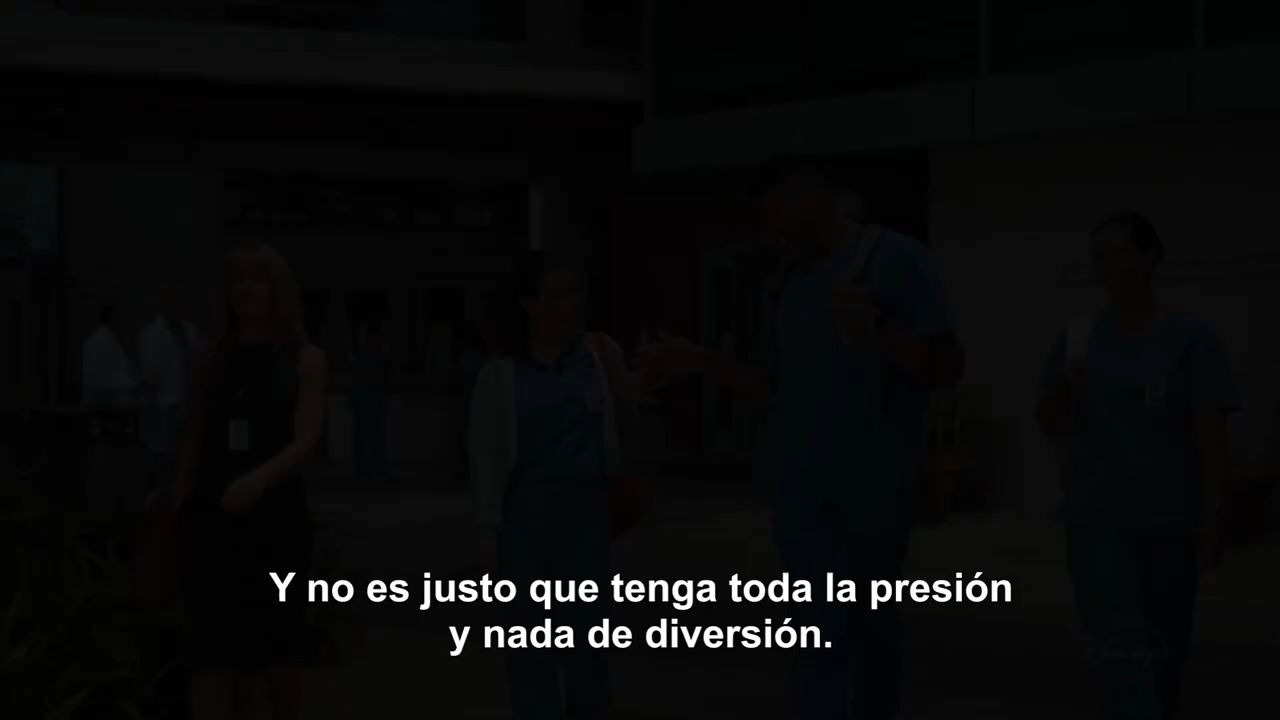 Y no es justo que tenga toda la presión
y nada de diversión.